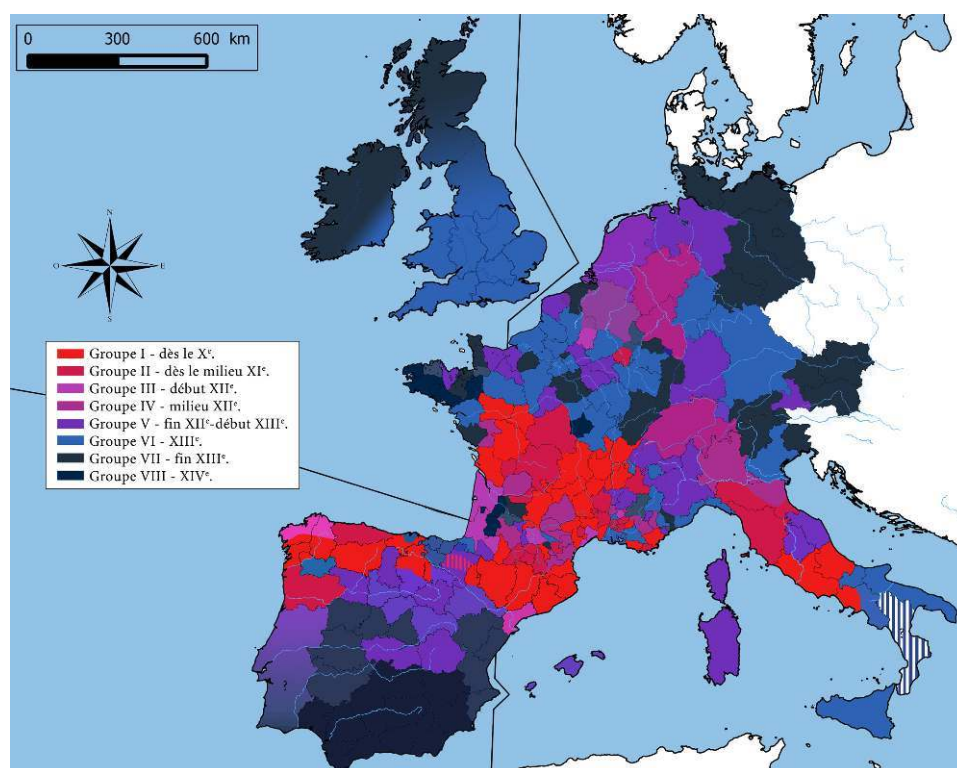 0 300 600 km
N
O E
S
Groupe I - dès le Xᵉ.
Groupe II - dès le milieu XIᵉ.
Groupe III - début XIIᵉ.
Groupe IV - milieu XIIᵉ.
Groupe V - fin XIIᵉ-début XIIIᵉ.
Groupe VI - XIIIᵉ.
Groupe VII - fin XIIIᵉ.
Groupe VIII - XIVᵉ
?